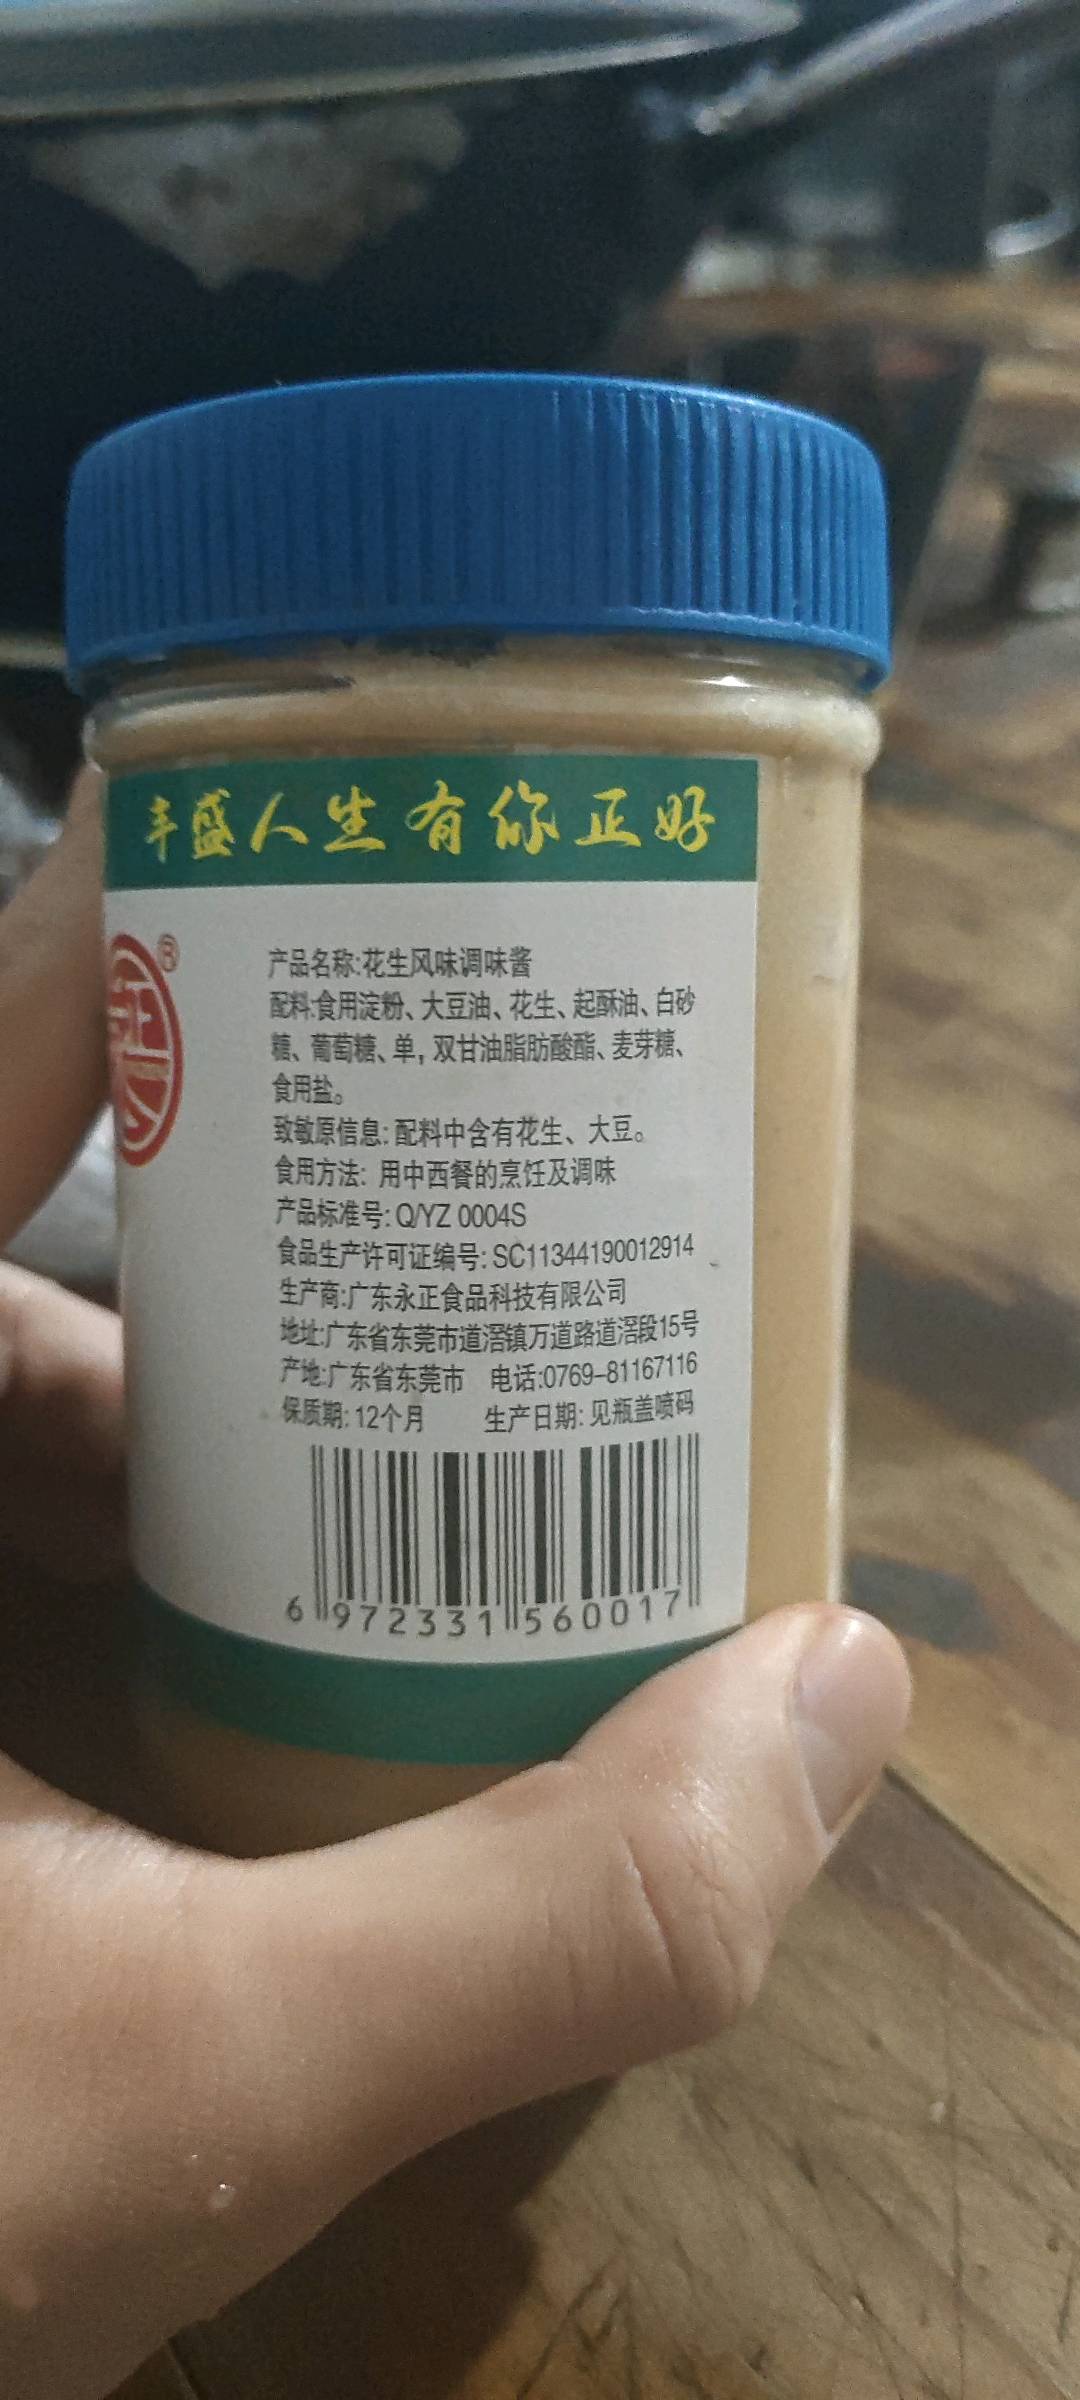 丰盛人生有你正好
正
®
产品名称:花生风味调味酱
配料:食用淀粉、大豆油、花生、起酥油、白砂
糖、葡萄糖、单,双甘油脂肪酸酯、麦芽糖、
食用盐。
致敏原信息:配料中含有花生、大豆。
食用方法: 用中西餐的烹饪及调味
产品标准号: Q/YZ 0004S
食品生产许可证编号: SC11344190012914
生产商:广东永正食品科技有限公司
地址:广东省东莞市道滘镇万道路道滘段15号
产地:广东省东莞市 电话:0769-81167116
保质期: 12个月 生产日期: 见瓶盖喷码
6 972331 560017